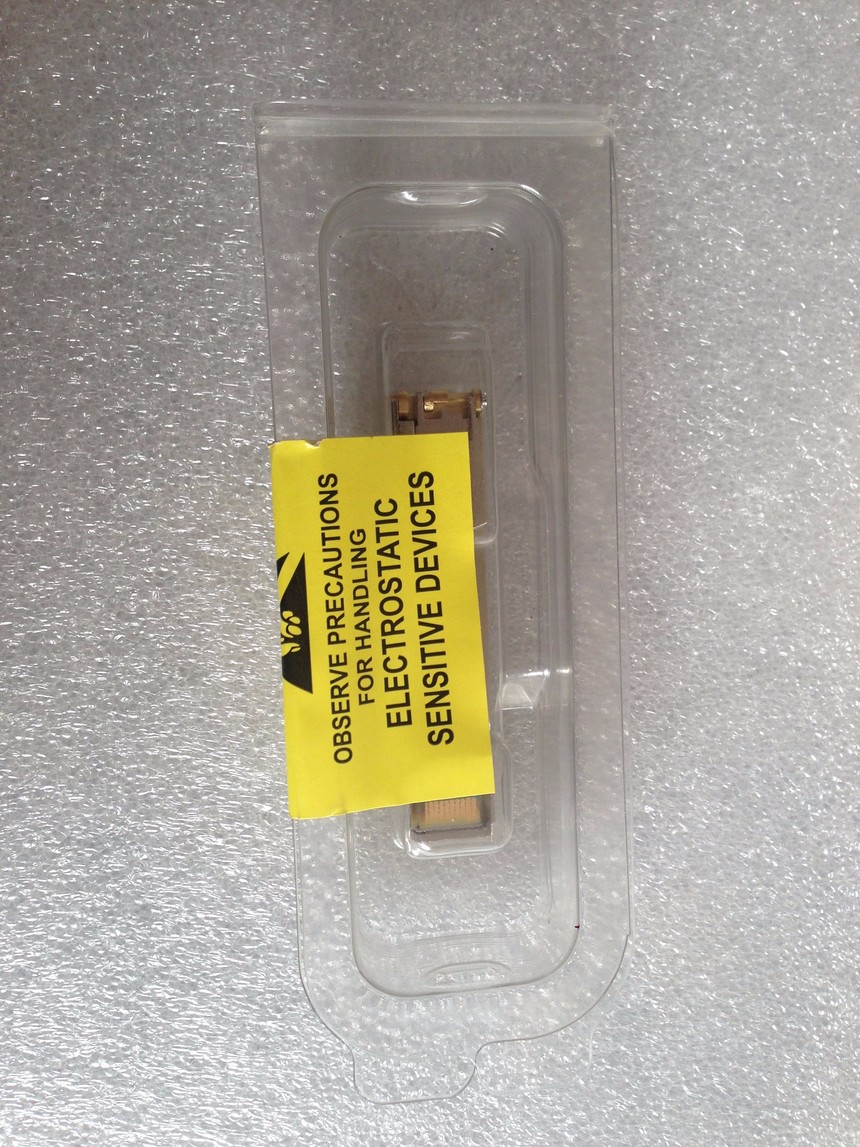 OBSERVE PRECAUTIONS
FOR HANDLING
ELECTROSTATIC
SENSITIVE DEVICES